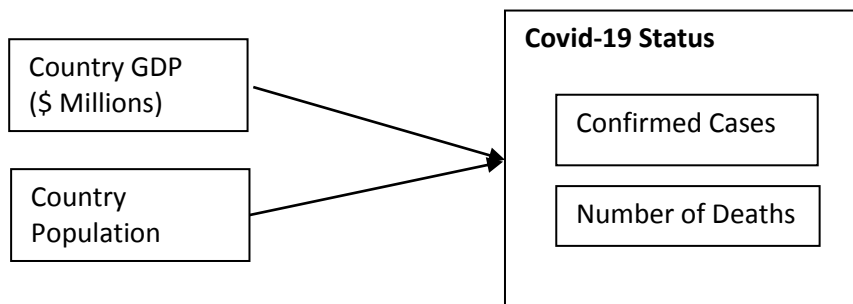 Country GDP
($ Millions)
Country
Population
Covid-19 Status
Confirmed Cases
Number of Deaths